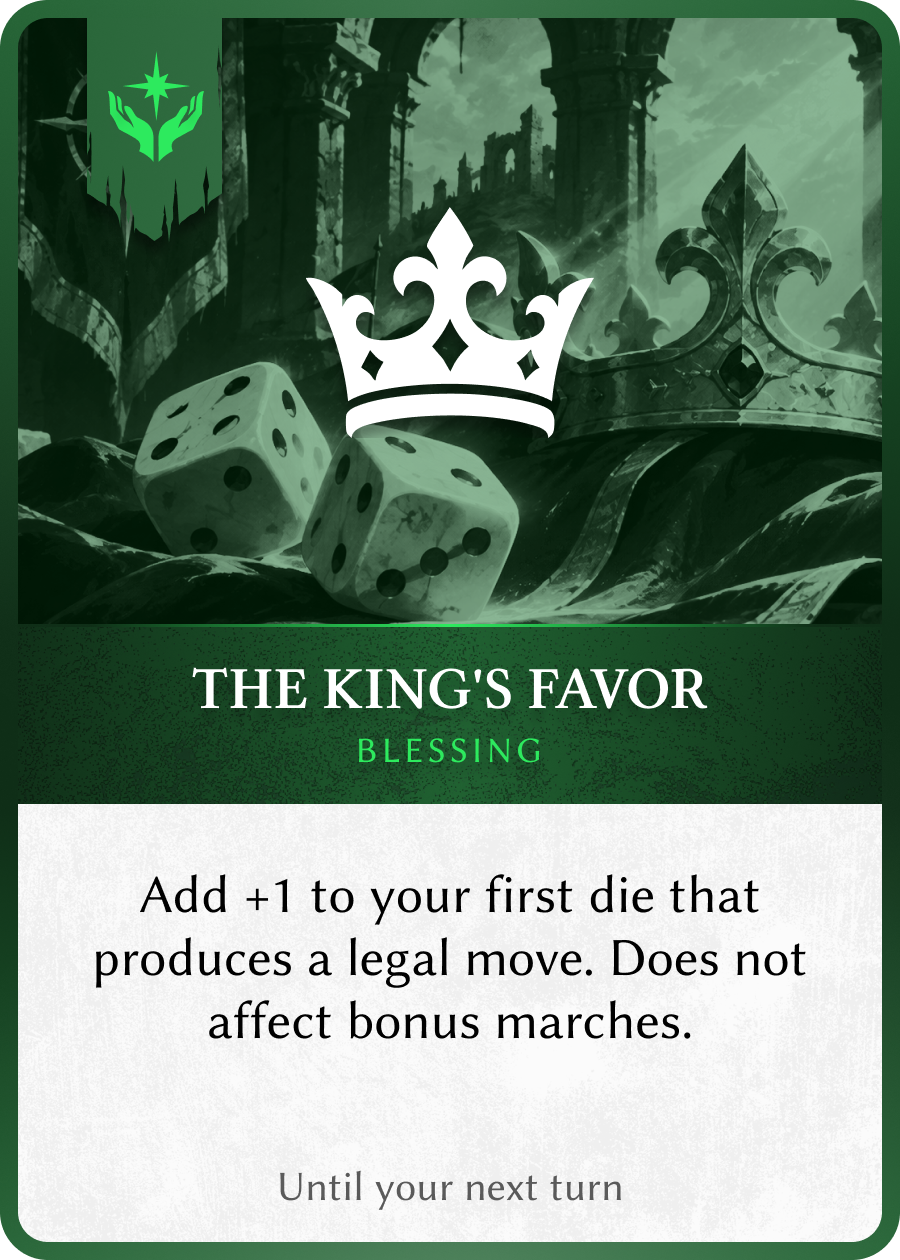 THE KING'S FAVOR
BLESSING
Add +1 to your first die that
produces a legal move. Does not
affect bonus marches.
Until your next turn